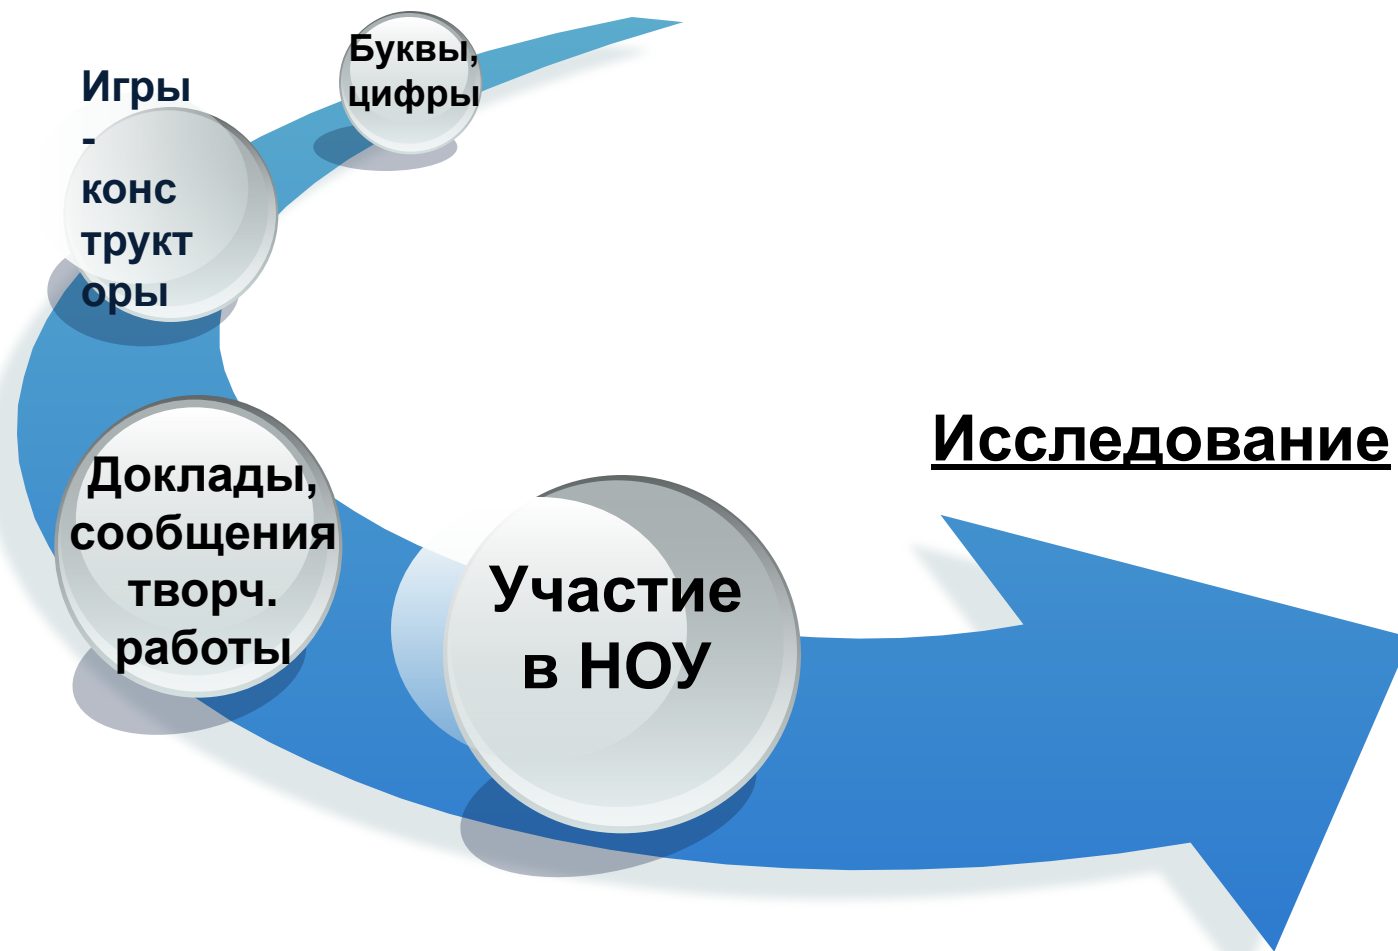 Буквы,
цифры
Игры
-
конс
трукт
оры
Доклады,
сообщения
творч.
работы
Участие
в НОУ
Исследование